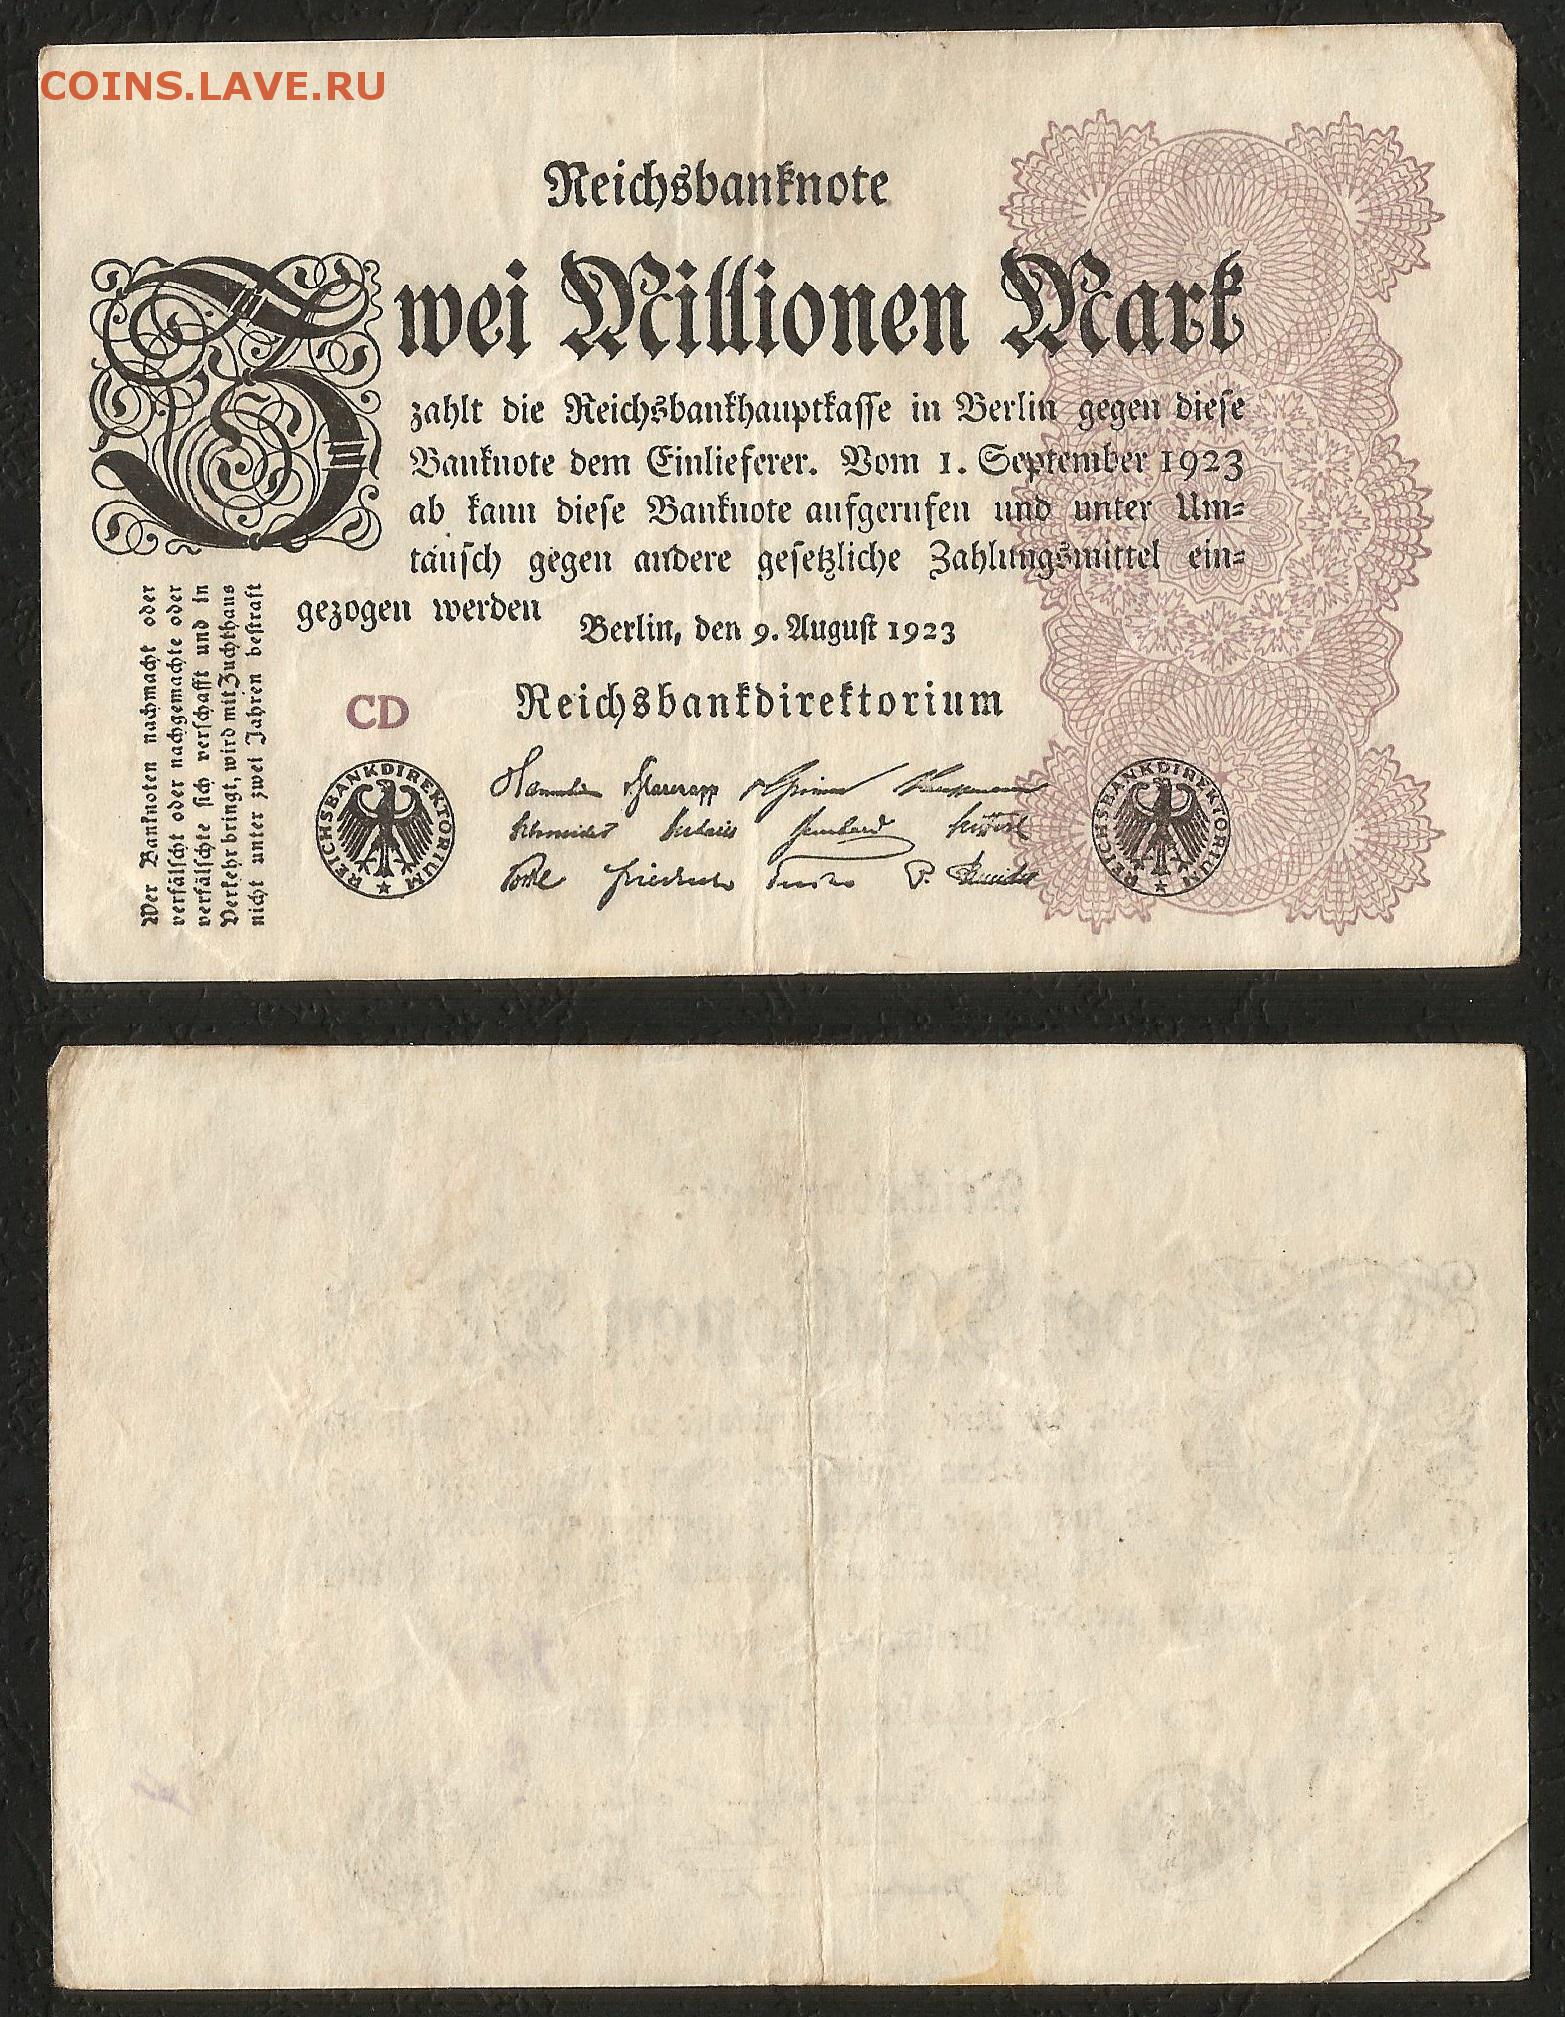 COINS.LAVE.RU
Reichsbanknote
Zwei Millionen Mark
zahlt die Reichsbankhauptkasse in Berlin gegen diese
Banknote dem Einlieferer. Vom 1. September 1923
ab kann diese Banknote aufgerufen und unter Um=
tausch gegen andere gesetzliche Zahlungsmittel ein=
gezogen werden
Berlin, den 9. August 1923
Reichsbankdirektorium
CD
Wer Banknoten nachmacht oder
verfälscht oder nachgemachte oder
verfälschte sich verschafft und in
Verkehr bringt, wird mit Zuchthaus
nicht unter zwei Jahren bestraft
REICHSBANKDIREKTORIUM
REICHSBANKDIREKTORIUM
Schneider
Friedrich
P. Schneider